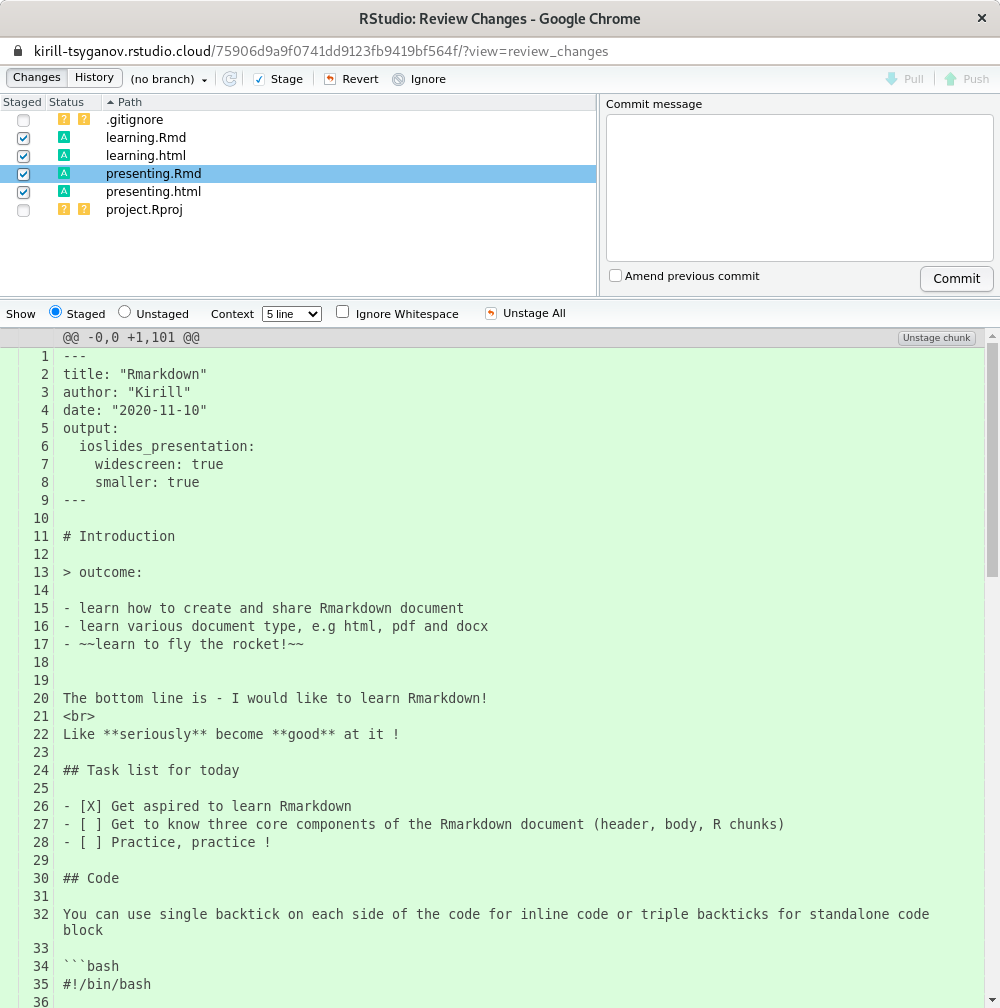 RStudio: Review Changes - Google Chrome
kirill-tsyganov.rstudio.cloud/75906d9a9f0741dd9123fb9419bf564f/?view=review_changes
Changes History (no branch) Stage Revert Ignore Pull Push
Staged Status Path
? ? .gitignore
A learning.Rmd
A learning.html
A presenting.Rmd
A presenting.html
? ? project.Rproj
Commit message
Amend previous commit Commit
Show Staged Unstaged Context 5 line Ignore Whitespace Unstage All
@@ -0,0 +1,101 @@ Unstage chunk
1 ---
2 title: "Rmarkdown"
3 author: "Kirill"
4 date: "2020-11-10"
5 output:
6   ioslides_presentation:
7     widescreen: true
8     smaller: true
9 ---
10
11 # Introduction
12
13 > outcome:
14
15 - learn how to create and share Rmarkdown document
16 - learn various document type, e.g html, pdf and docx
17 - ~~learn to fly the rocket!~~
18
19
20 The bottom line is - I would like to learn Rmarkdown!
21 <br>
22 Like **seriously** become **good** at it !
23
24 ## Task list for today
25
26 - [X] Get aspired to learn Rmarkdown
27 - [ ] Get to know three core components of the Rmarkdown document (header, body, R chunks)
28 - [ ] Practice, practice !
29
30 ## Code
31
32 You can use single backtick on each side of the code for inline code or triple backticks for standalone code
block
33
34 ```bash
35 #!/bin/bash
36